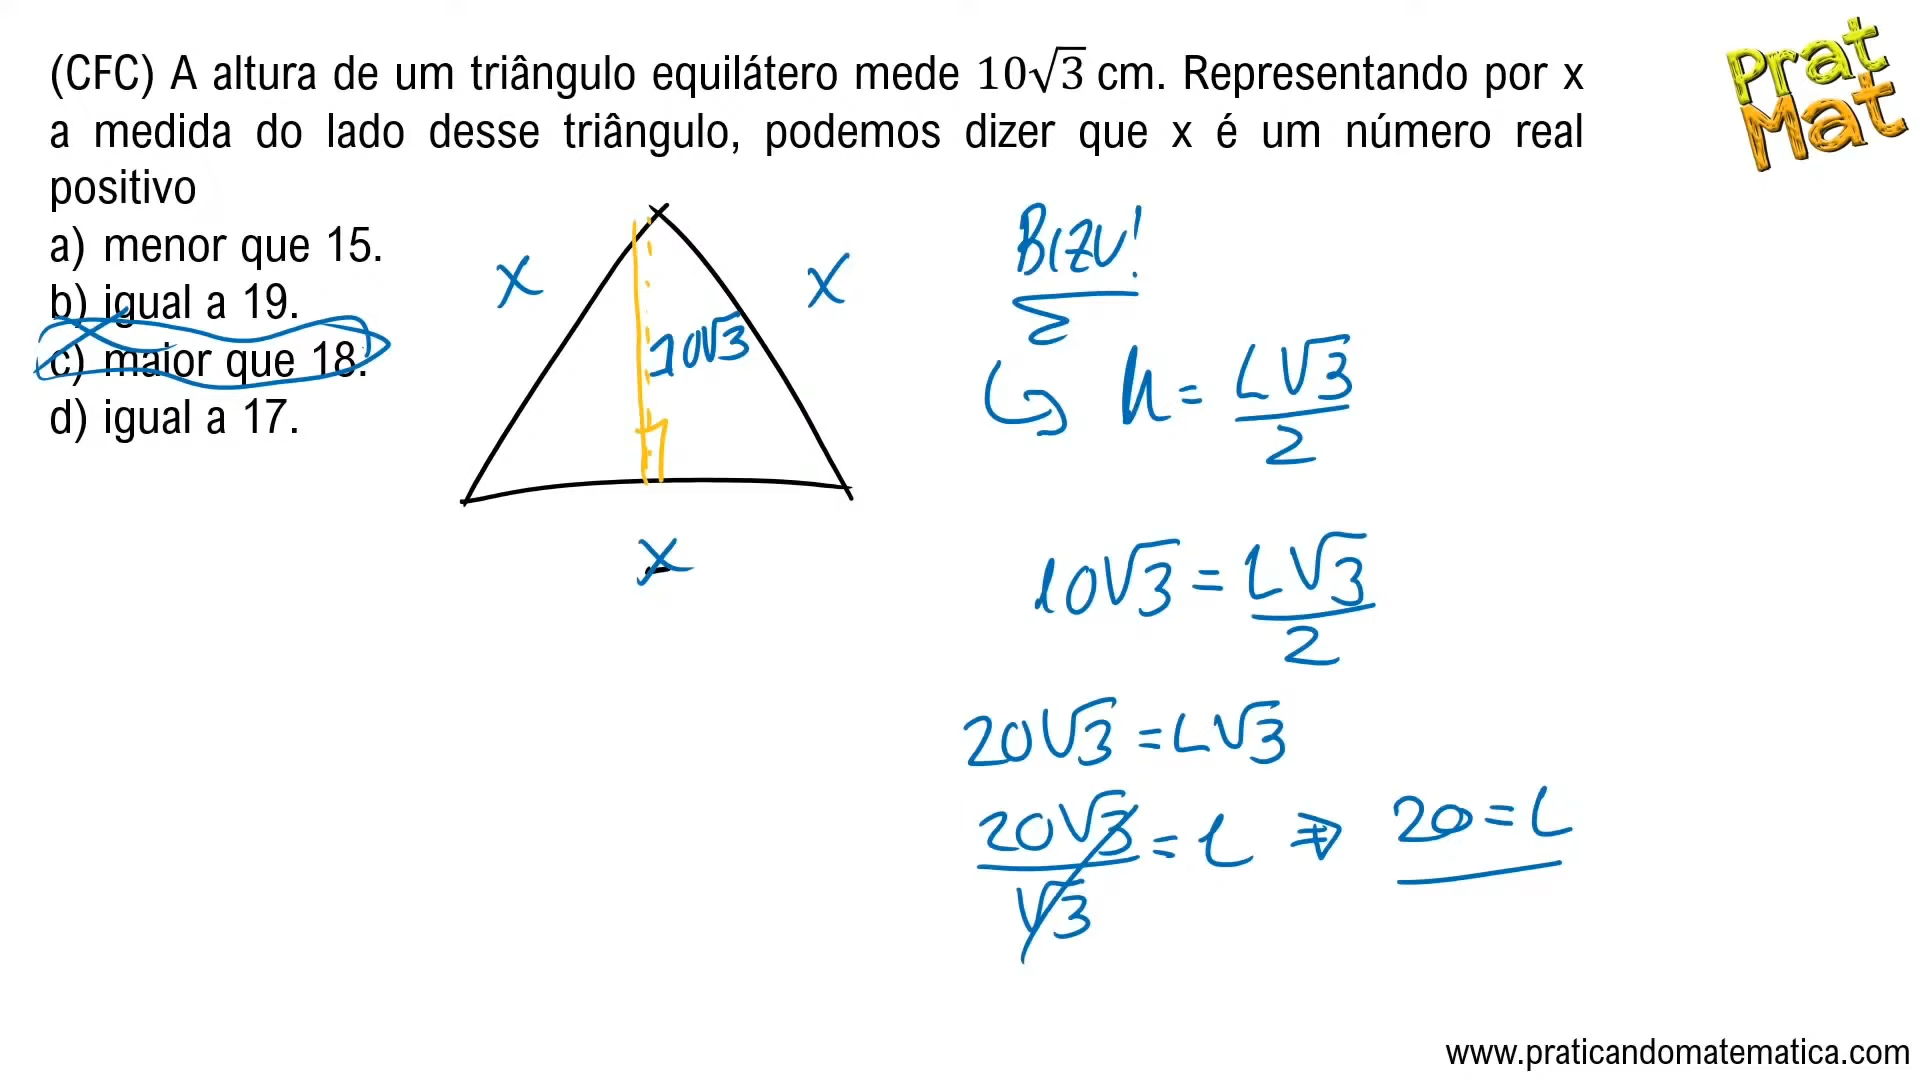 (CFC) A altura de um triângulo equilátero mede 10√3 cm. Representando por x
a medida do lado desse triângulo, podemos dizer que x é um número real
positivo
a) menor que 15.
b) igual a 19.
c) maior que 18.
d) igual a 17.
Prat
Mat
x
x
10√3
x
BIZU!
h = L√3/2
10√3 = L√3/2
20√3 = L√3
20√3/√3 = L ⇒ 20 = L
www.praticandomatematica.com